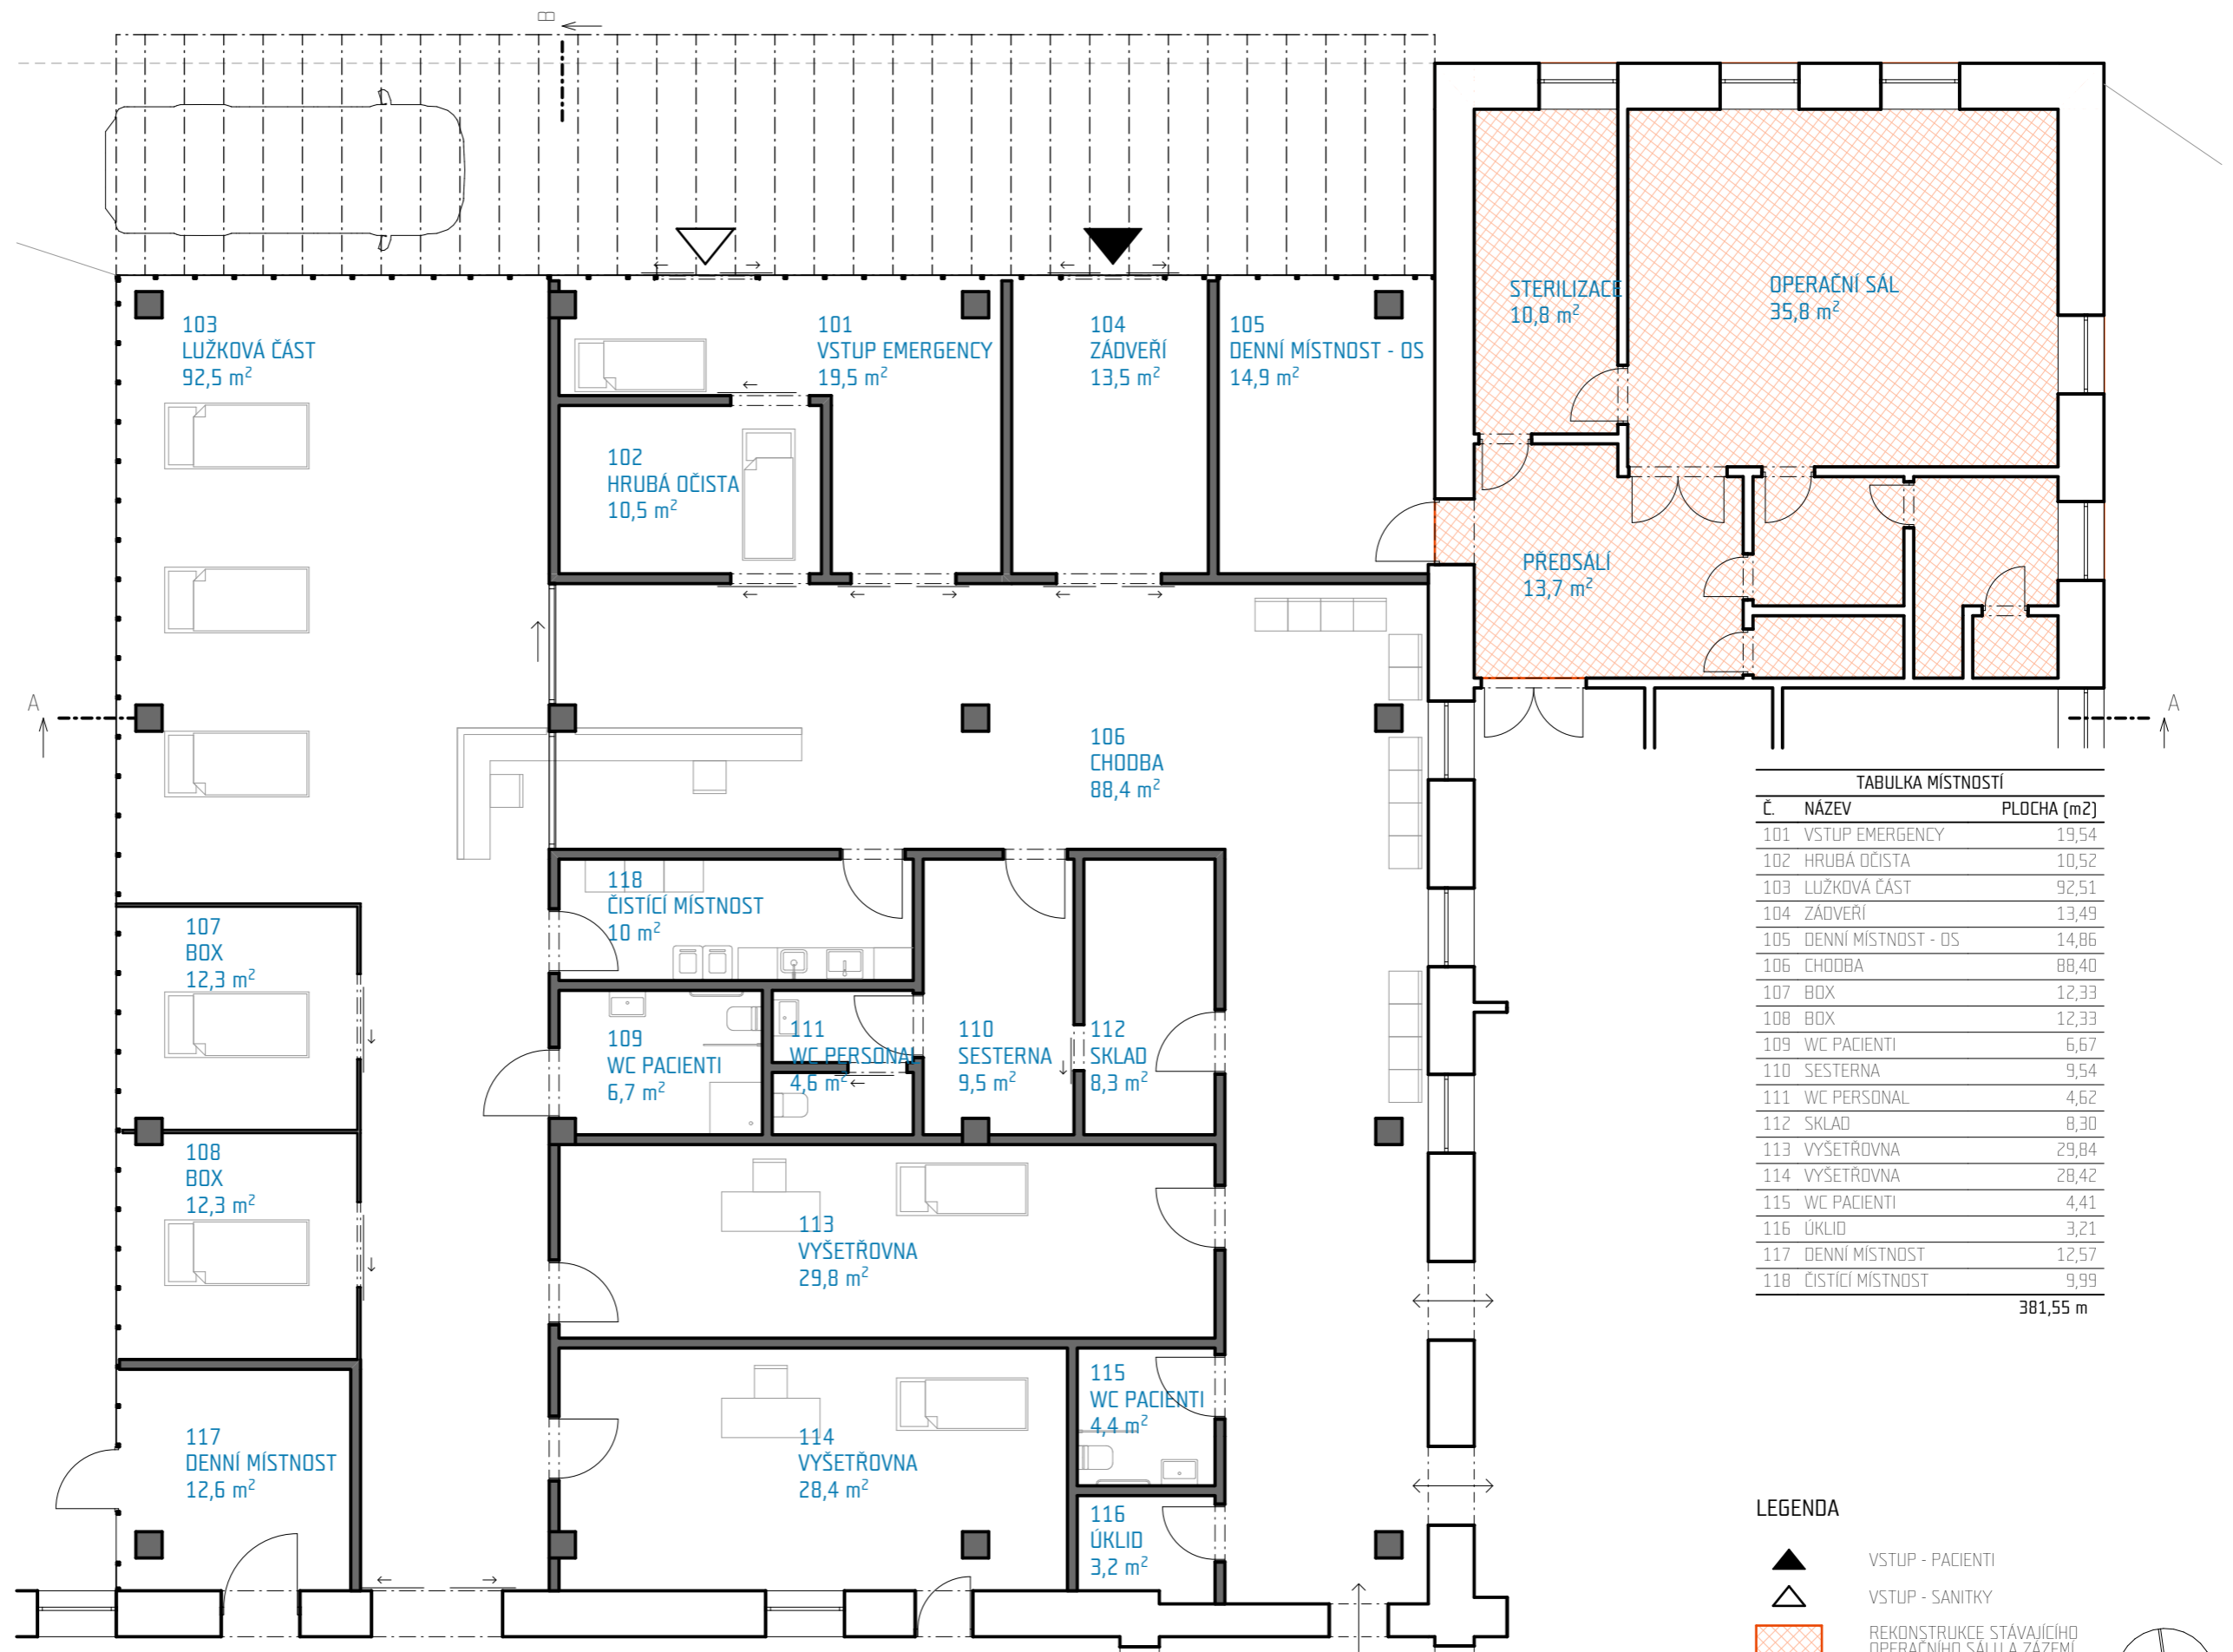 B
STERILIZACE
10,8 m²
OPERAČNÍ SÁL
35,8 m²
103
LUŽKOVÁ ČÁST
92,5 m²
101
VSTUP EMERGENCY
19,5 m²
104
ZÁDVEŘÍ
13,5 m²
105
DENNÍ MÍSTNOST - OS
14,9 m²
102
HRUBÁ OČISTA
10,5 m²
PŘEDSÁLÍ
13,7 m²
A
A
106
CHODBA
88,4 m²
118
ČISTÍCÍ MÍSTNOST
10 m²
107
BOX
12,3 m²
109
WC PACIENTI
6,7 m²
111
WC PERSONAL
4,6 m²
110
SESTERNA
9,5 m²
112
SKLAD
8,3 m²
108
BOX
12,3 m²
113
VYŠETŘOVNA
29,8 m²
115
WC PACIENTI
4,4 m²
117
DENNÍ MÍSTNOST
12,6 m²
114
VYŠETŘOVNA
28,4 m²
116
ÚKLID
3,2 m²
TABULKA MÍSTNOSTÍ
Č. NÁZEV PLOCHA (m2)
101 VSTUP EMERGENCY 19,54
102 HRUBÁ OČISTA 10,52
103 LUŽKOVÁ ČÁST 92,51
104 ZÁDVEŘÍ 13,49
105 DENNÍ MÍSTNOST - OS 14,86
106 CHODBA 88,40
107 BOX 12,33
108 BOX 12,33
109 WC PACIENTI 6,67
110 SESTERNA 9,54
111 WC PERSONAL 4,62
112 SKLAD 8,30
113 VYŠETŘOVNA 29,84
114 VYŠETŘOVNA 28,42
115 WC PACIENTI 4,41
116 ÚKLID 3,21
117 DENNÍ MÍSTNOST 12,57
118 ČISTÍCÍ MÍSTNOST 9,99
381,55 m
LEGENDA
VSTUP - PACIENTI
VSTUP - SANITKY
REKONSTRUKCE STÁVAJÍCÍHO
OPERAČNÍHO SÁLU A ZÁZEMÍ